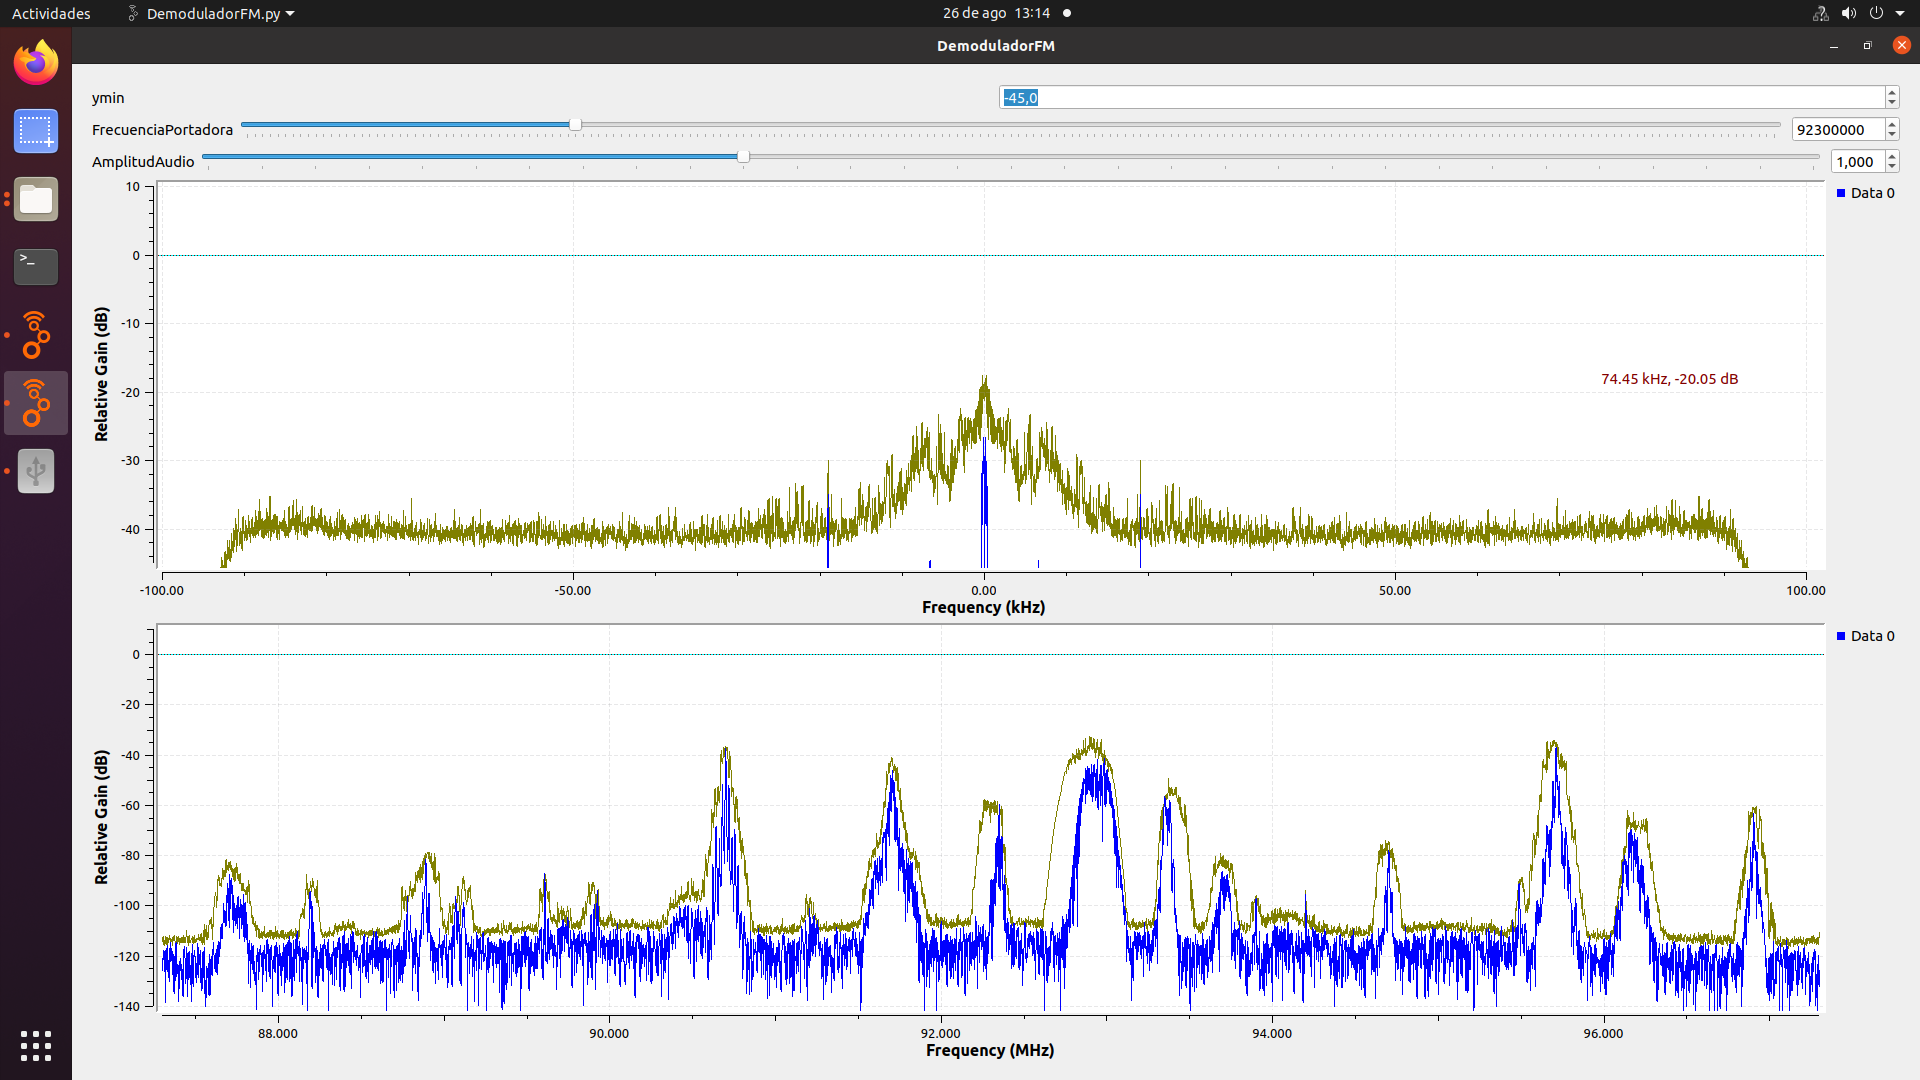 Actividades DemoduladorFM.py 26 de ago 13:14
DemoduladorFM
ymin -45,0
FrecuenciaPortadora 92300000
AmplitudAudio 1,000
10
0
-10
-20
-30
-40
Relative Gain (dB)
Data 0
74.45 kHz, -20.05 dB
-100.00 -50.00 0.00 50.00 100.00
Frequency (kHz)
0
-20
-40
-60
-80
-100
-120
-140
Relative Gain (dB)
Data 0
88.000 90.000 92.000 94.000 96.000
Frequency (MHz)